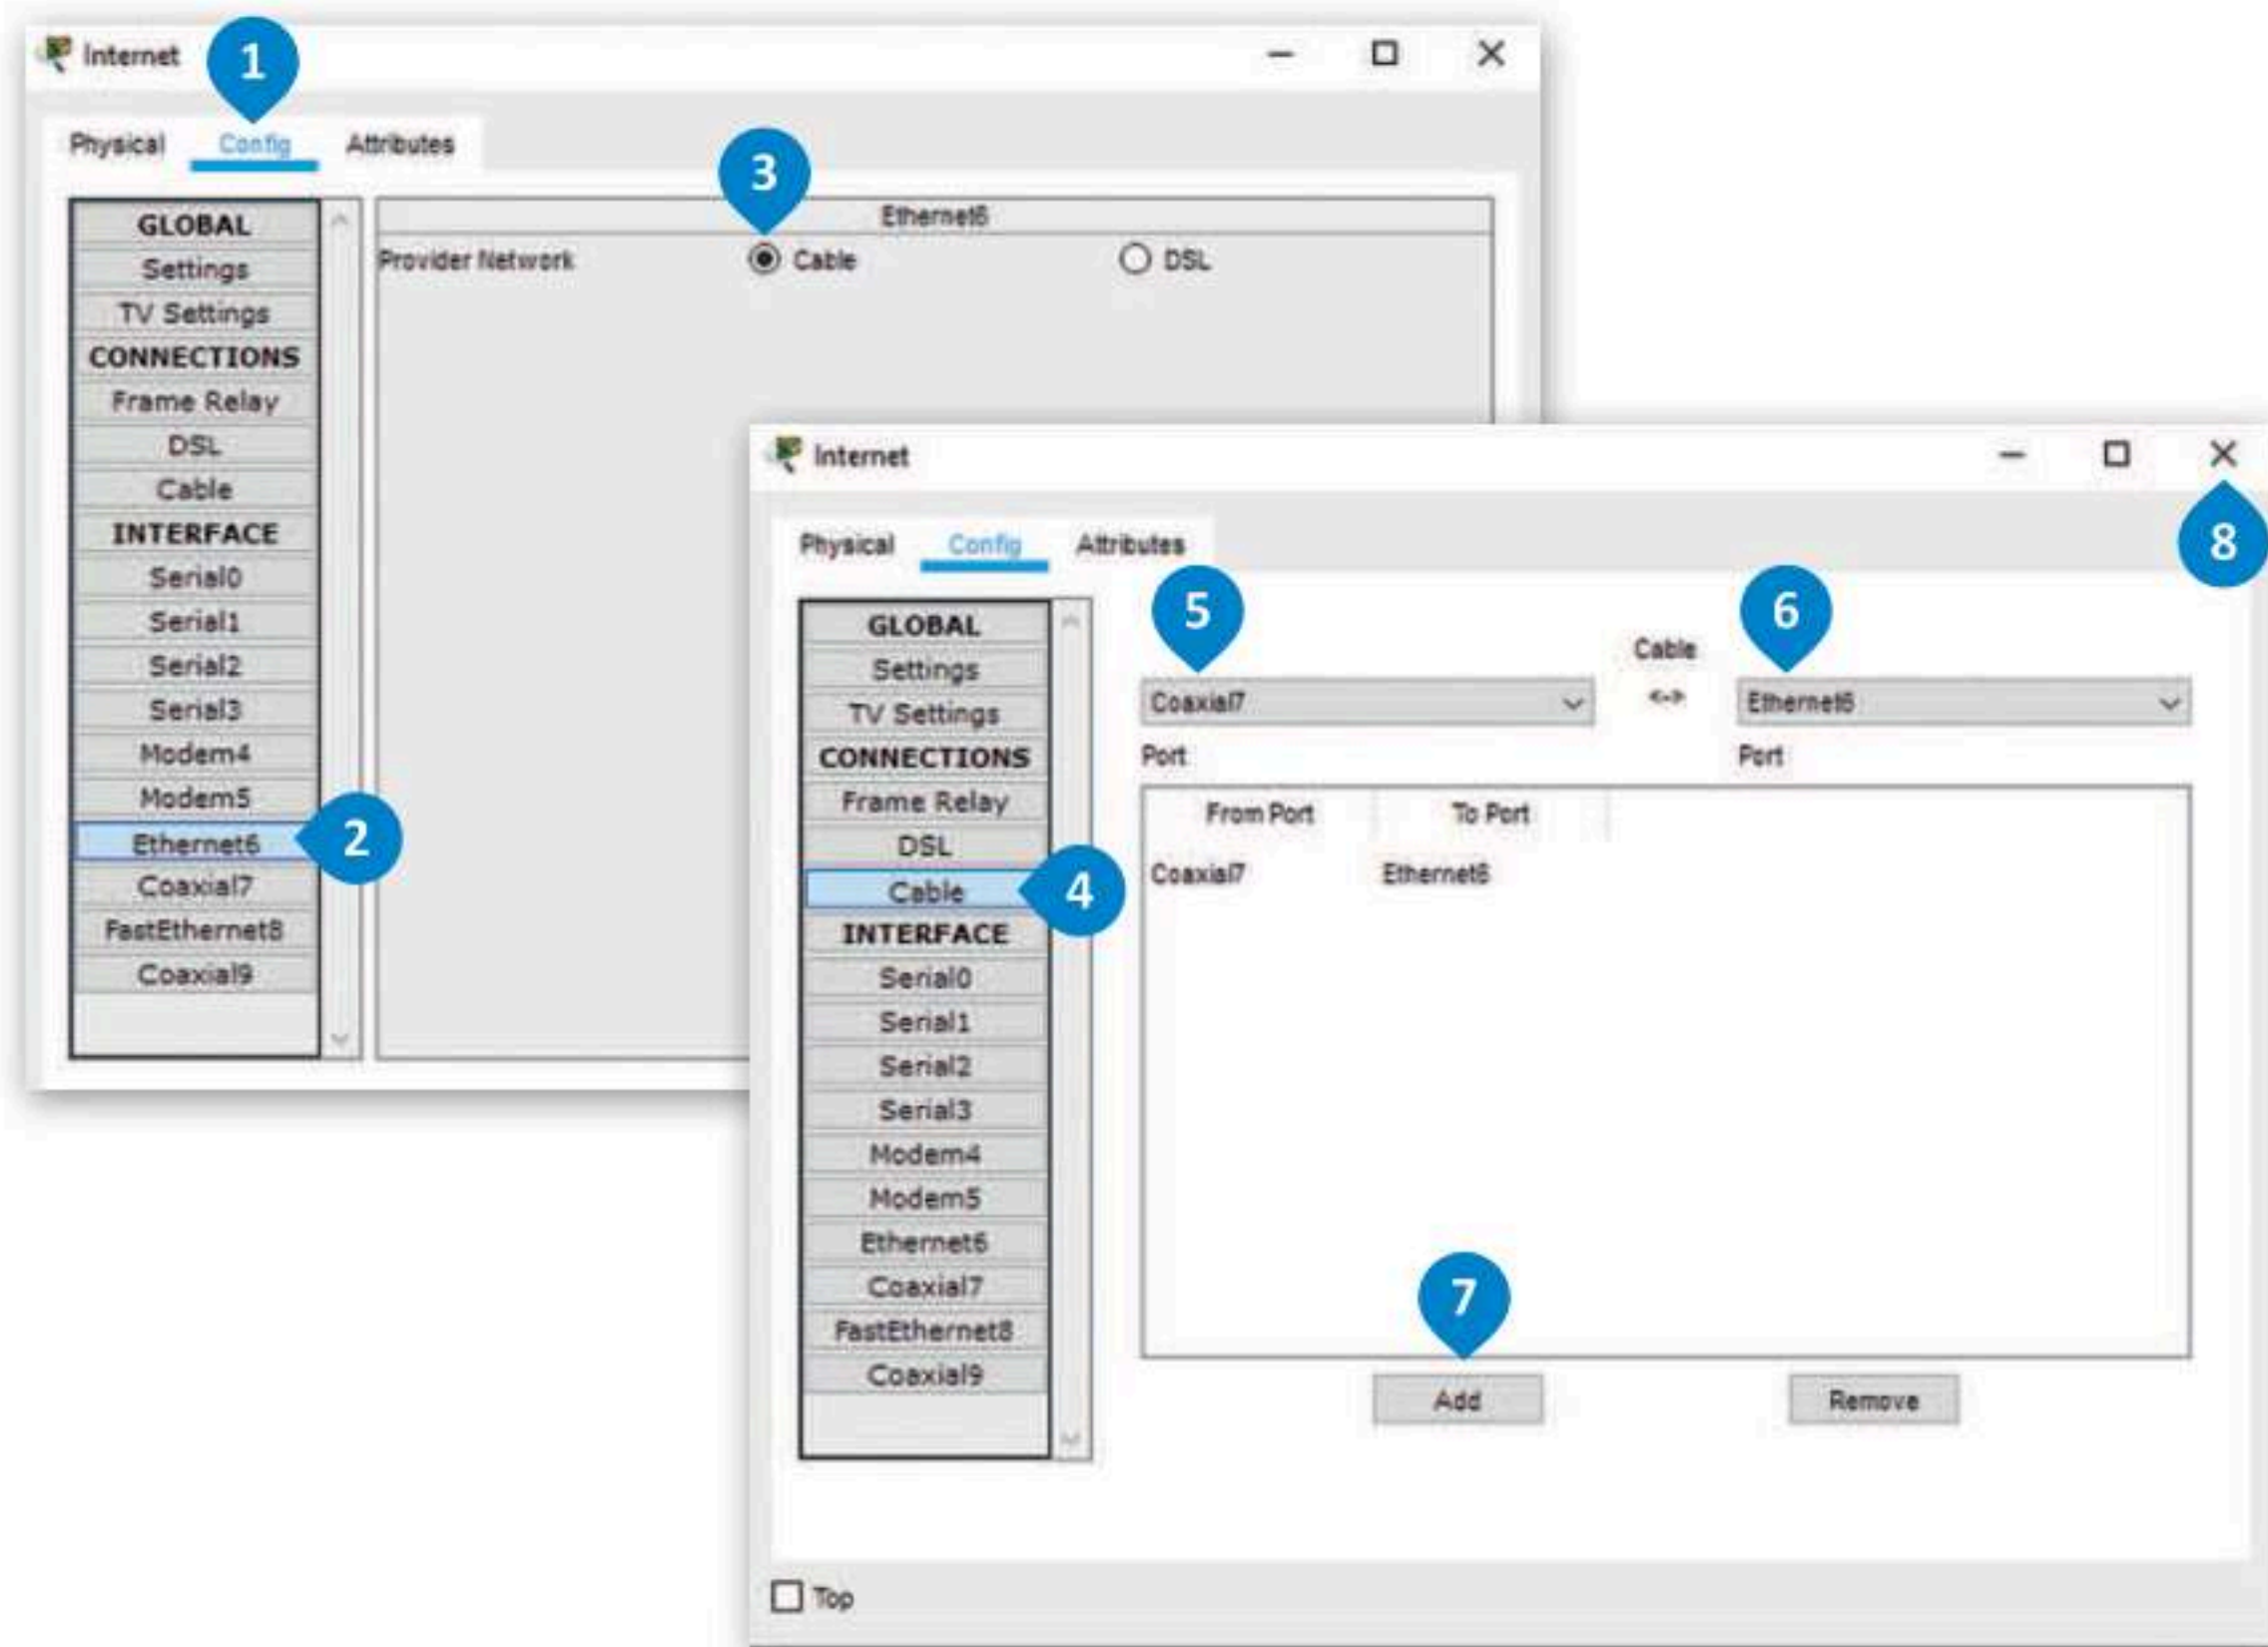 Internet
1
Physical Config Attributes
3
GLOBAL
Settings
TV Settings
CONNECTIONS
Frame Relay
DSL
Cable
INTERFACE
Serial0
Serial1
Serial2
Serial3
Modem4
Modem5
Ethernet6
2
Coaxial7
FastEthernet8
Coaxial9
Ethernet6
Provider Network Cable DSL
Internet
8
Physical Config Attributes
5
6
GLOBAL
Settings
TV Settings
CONNECTIONS
Frame Relay
DSL
Cable
4
INTERFACE
Serial0
Serial1
Serial2
Serial3
Modem4
Modem5
Ethernet6
Coaxial7
FastEthernet8
Coaxial9
Cable
Coaxial7 <-> Ethernet6
Port Port
From Port To Port
Coaxial7 Ethernet6
7
Add Remove
Top